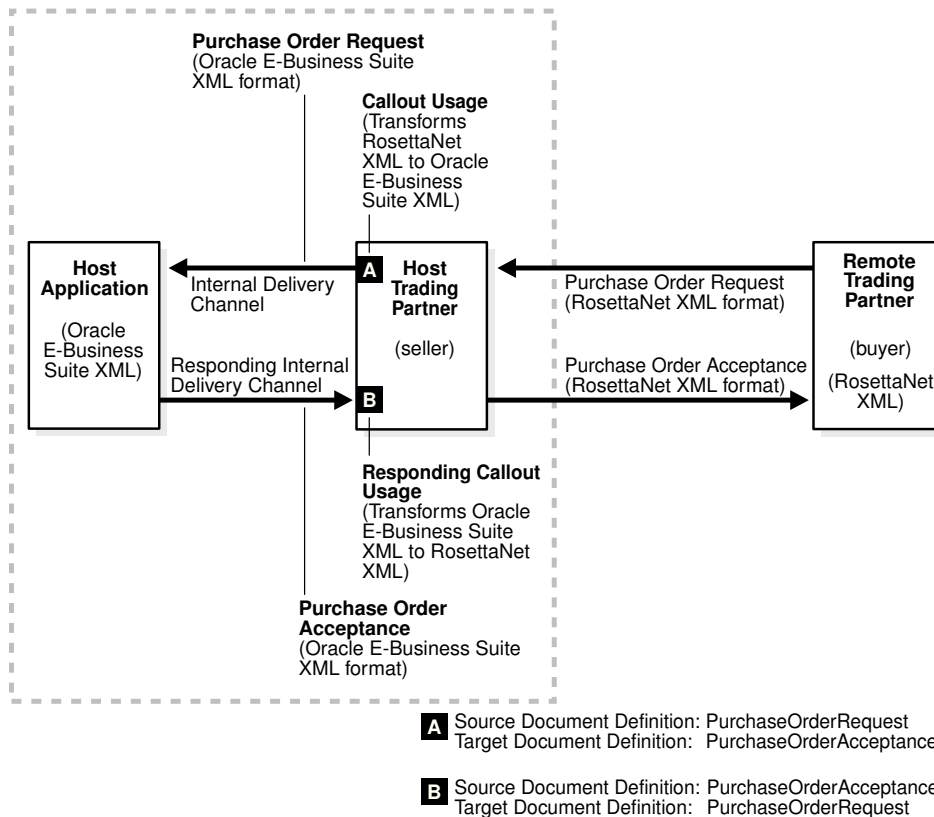 Purchase Order Request
(Oracle E-Business Suite
XML format)
Callout Usage
(Transforms
RosettaNet
XML to Oracle
E-Business
Suite XML)
Host
Application
(Oracle
E-Business
Suite XML)
Internal Delivery
Channel
Responding Internal
Delivery Channel
A
Host
Trading
Partner
(seller)
B
Purchase Order Request
(RosettaNet XML format)
Purchase Order Acceptance
(RosettaNet XML format)
Remote
Trading
Partner
(buyer)
(RosettaNet
XML)
Responding Callout
Usage
(Transforms Oracle
E-Business Suite
XML to RosettaNet
XML)
Purchase Order
Acceptance
(Oracle E-Business Suite
XML format)
A Source Document Definition: PurchaseOrderRequest
Target Document Definition: PurchaseOrderAcceptance
B Source Document Definition: PurchaseOrderAcceptance
Target Document Definition: PurchaseOrderRequest